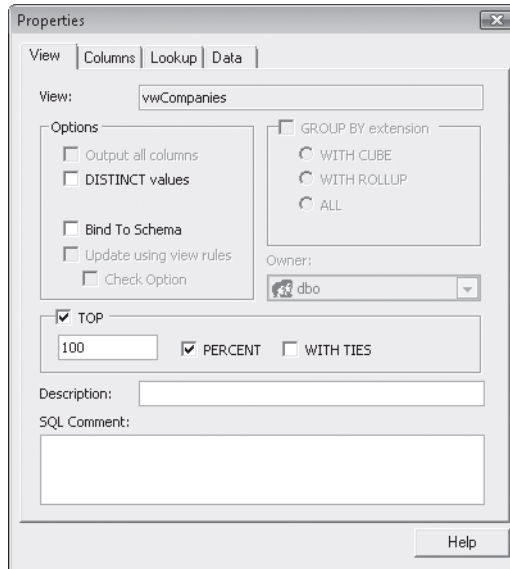 Properties
View Columns Lookup Data
View: vwCompanies
Options
Output all columns
DISTINCT values
Bind To Schema
Update using view rules
Check Option
GROUP BY extension
WITH CUBE
WITH ROLLUP
ALL
Owner:
dbo
TOP
100 PERCENT WITH TIES
Description:
SQL Comment:
Help